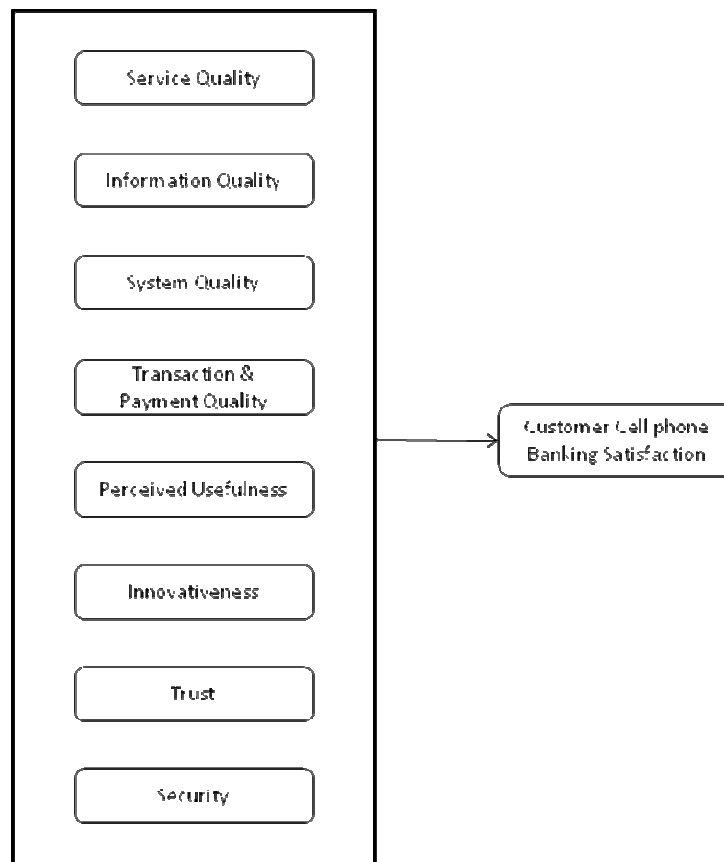 Service Quality
Information Quality
System Quality
Transaction &
Payment Quality
Perceived Usefulness
Innovativeness
Trust
Security
Customer Cell phone
Banking Satisfaction